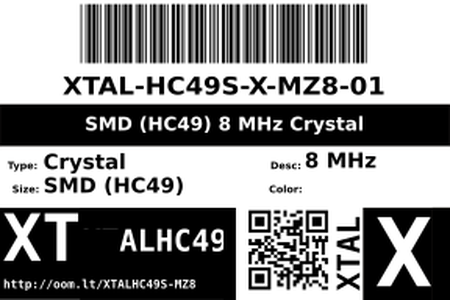 XTAL-HC49S-X-MZ8-01
SMD (HC49) 8 MHz Crystal
Type: Crystal
Desc: 8 MHz
Size: SMD (HC49)
Color:
XT ALHC49
XTAL
X
http://oom.lt/XTALHC49S-MZ8